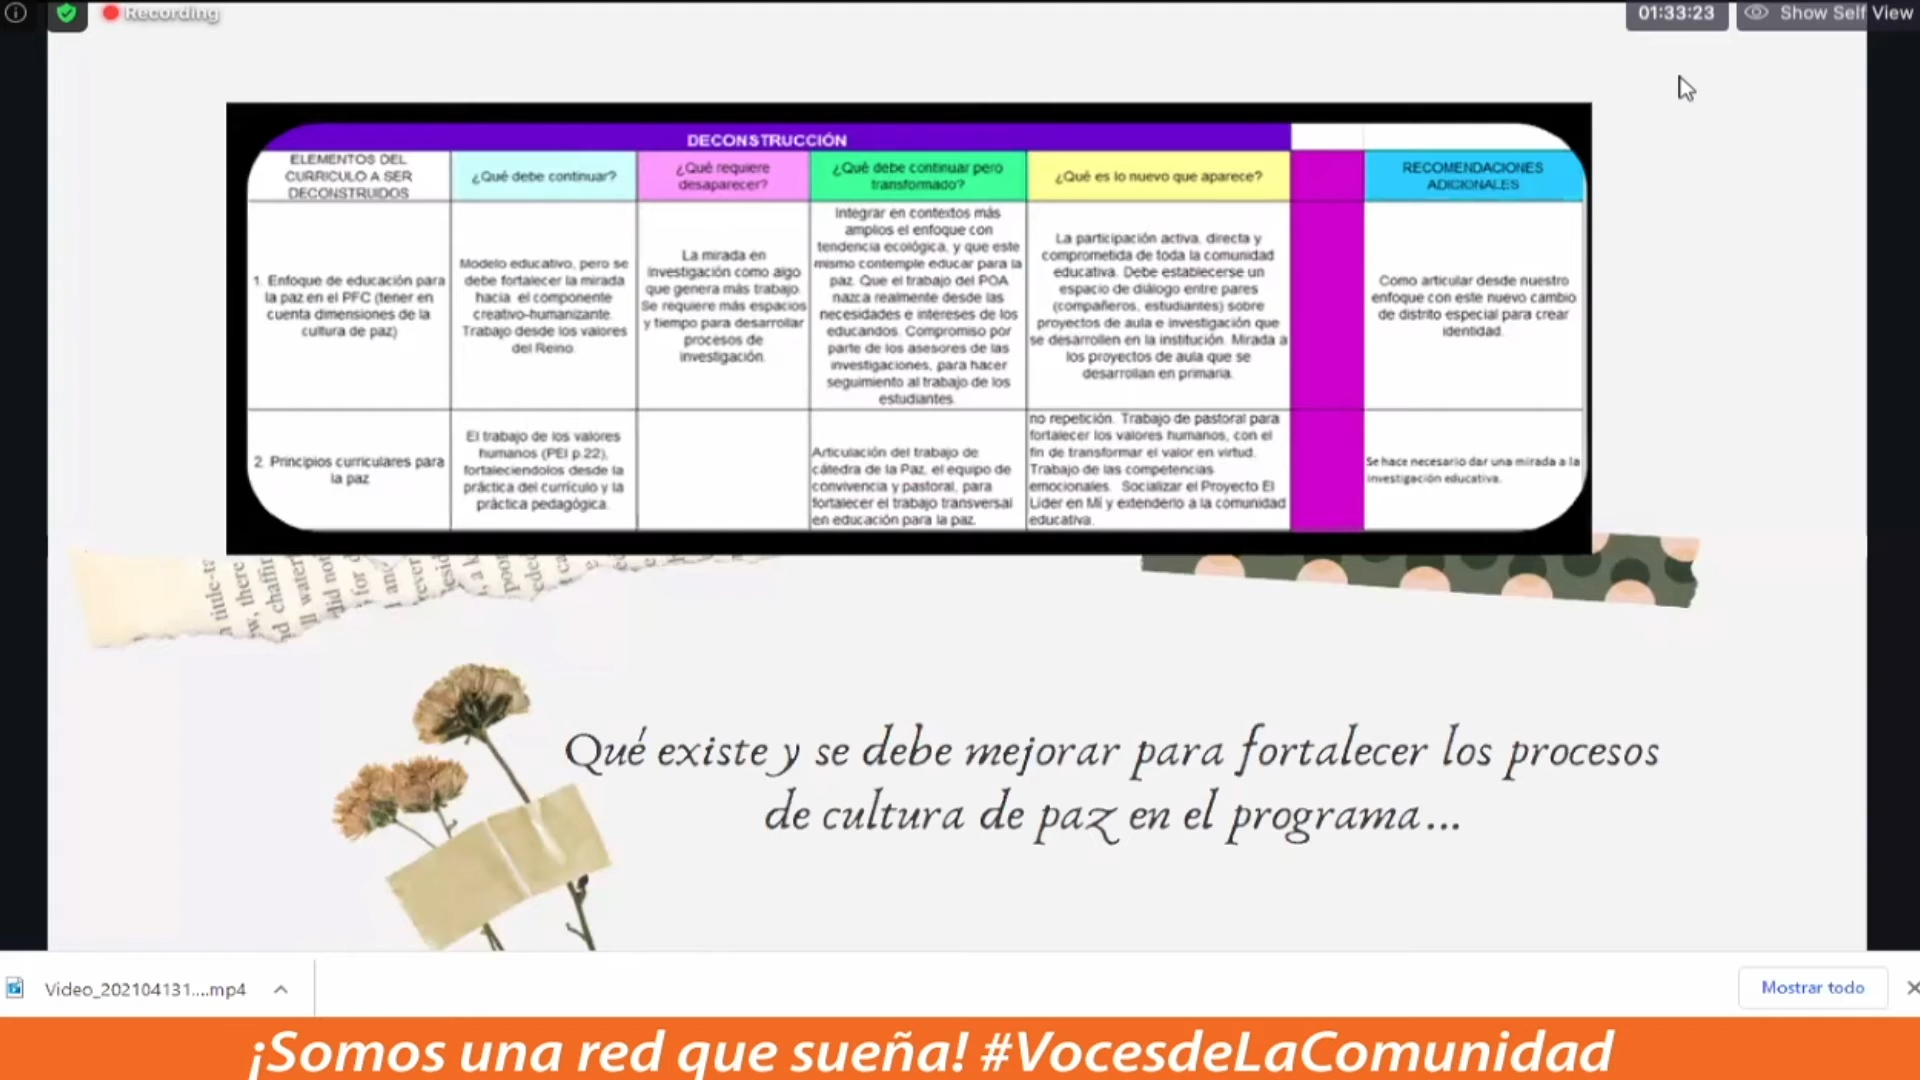 Recording
01:33:23
Show Self View
DECONSTRUCCIÓN
ELEMENTOS DEL
CURRICULO A SER
DECONSTRUIDOS
¿Qué debe continuar?
¿Qué requiere
desaparecer?
¿Qué debe continuar pero
transformado?
¿Qué es lo nuevo que aparece?
RECOMENDACIONES
ADICIONALES
1. Enfoque de educación para
la paz en el PFC (tener en
cuenta dimensiones de la
cultura de paz)
Modelo educativo, pero se
debe fortalecer la mirada
hacia el componente
creativo-humanizante.
Trabajo desde los valores
del Reino.
La mirada en
investigación como algo
que genera más trabajo.
Se requiere más espacios
y tiempo para desarrollar
procesos de
investigación.
Integrar en contextos más
amplios el enfoque con
tendencia ecológica, y que este
mismo contemple educar para la
paz. Que el trabajo del POA
nazca realmente desde las
necesidades e intereses de los
educandos. Compromiso por
parte de los asesores de las
investigaciones, para hacer
seguimiento al trabajo de los
estudiantes.
La participación activa, directa y
comprometida de toda la comunidad
educativa. Debe establecerse un
espacio de diálogo entre pares
(compañeros, estudiantes) sobre
proyectos de aula e investigación que
se desarrollen en la institución. Mirada a
los proyectos de aula que se
desarrollan en primaria.
Como articular desde nuestro
enfoque con este nuevo cambio
de distrito especial para crear
identidad.
2. Principios curriculares para
la paz
El trabajo de los valores
humanos (PEI p.22),
fortaleciendolos desde la
práctica del currículo y la
práctica pedagógica.
Articulación del trabajo de
cátedra de la Paz, el equipo de
convivencia y pastoral, para
fortalecer el trabajo transversal
en educación para la paz.
no repetición. Trabajo de pastoral para
fortalecer los valores humanos, con el
fin de transformar el valor en virtud.
Trabajo de las competencias
emocionales. Socializar el Proyecto El
Líder en Mí y extenderlo a la comunidad
educativa.
Se hace necesario dar una mirada a la
investigación educativa.
Qué existe y se debe mejorar para fortalecer los procesos
de cultura de paz en el programa...
Video_202104131....mp4
Mostrar todo
¡Somos una red que sueña! #VocesdeLaComunidad